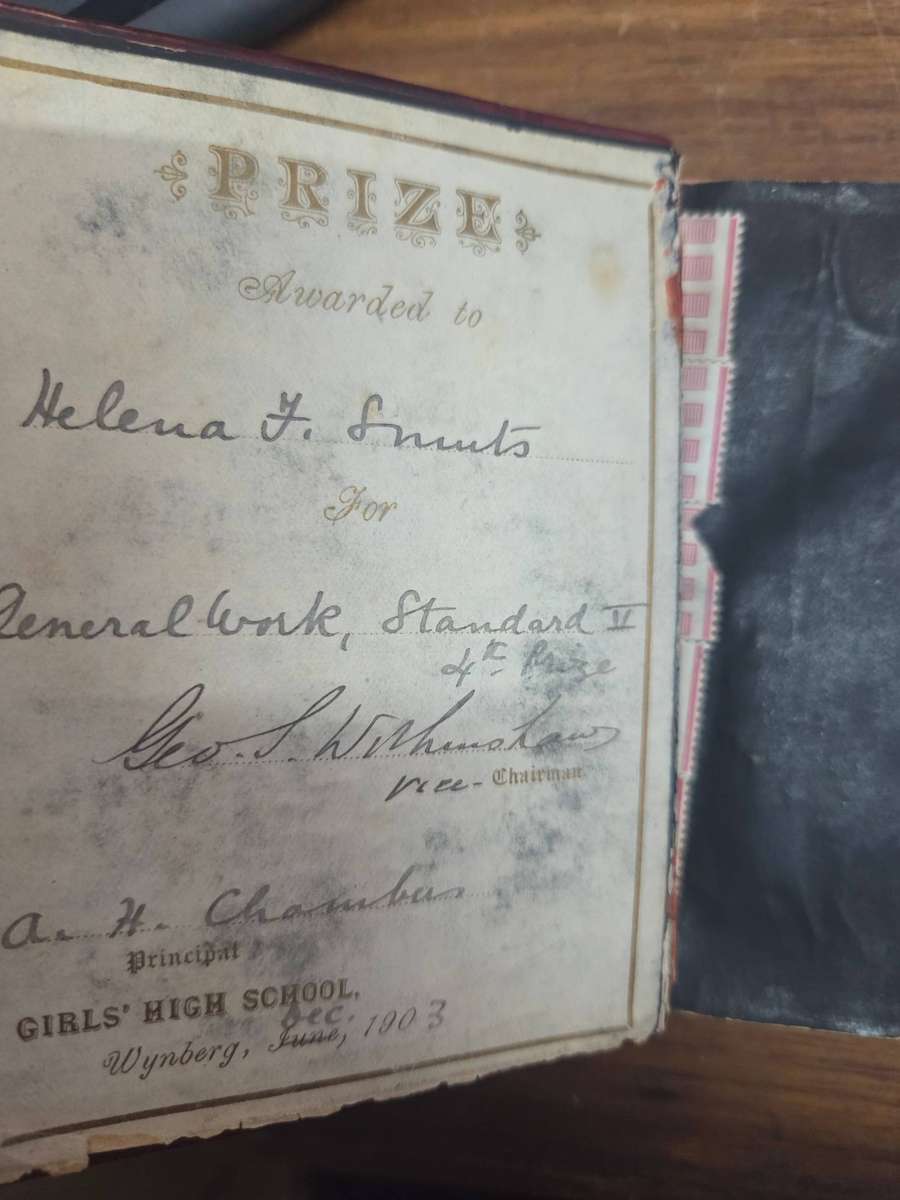 PRIZE
Awarded to
Helena F. Smuts
For
General Work, Standard II
4th Prize
Geo. S. Withinshaw
Vice-Chairman
A. H. Chambers
Principal
GIRLS' HIGH SCHOOL,
Dec.
Wynberg, June, 1903